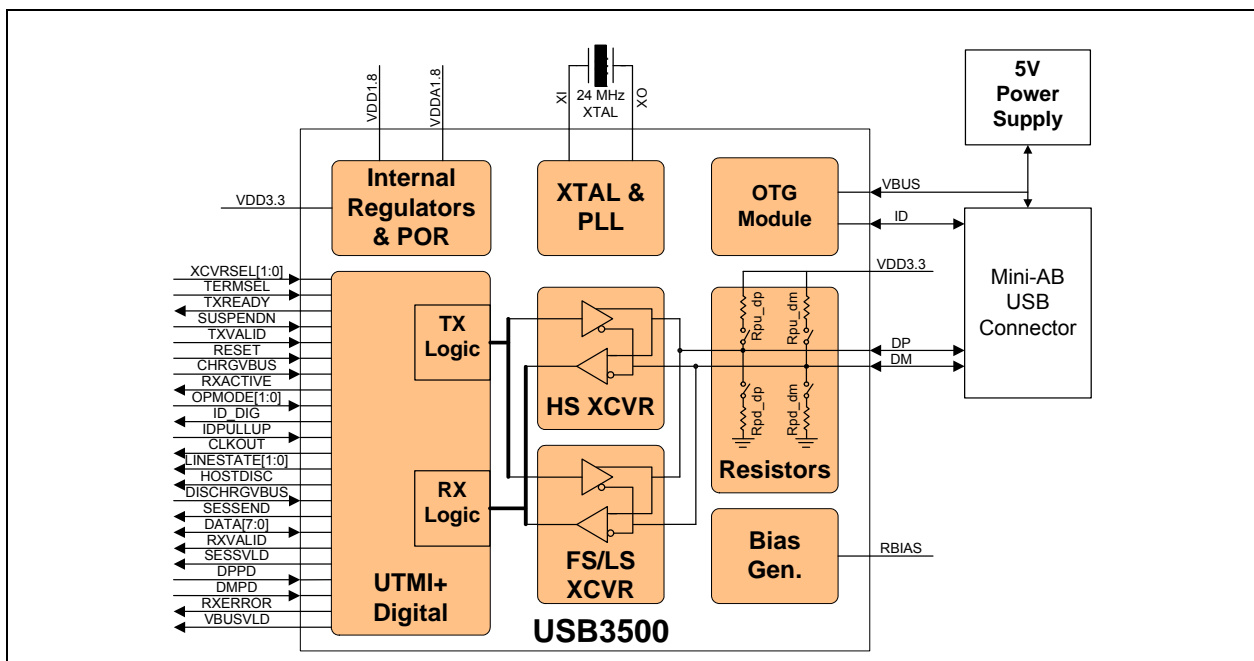 VDD1.8
VDDA1.8
XI
24 MHz
XTAL
XO
5V
Power
Supply
Internal
Regulators
& POR
XTAL &
PLL
OTG
Module
VBUS
ID
VDD3.3
VDD3.3
Mini-AB
USB
Connector
XCVRSEL[1:0]
TERMSEL
TXREADY
SUSPENDN
TXVALID
RESET
CHRGVBUS
RXACTIVE
OPMODE[1:0]
ID_DIG
IDPULLUP
CLKOUT
LINESTATE[1:0]
HOSTDISC
DISCHRGVBUS
SESSEND
DATA[7:0]
RXVALID
SESSVLD
DPPD
DMPD
RXERROR
VBUSVLD
TX
Logic
RX
Logic
UTMI+
Digital
HS XCVR
FS/LS
XCVR
Rpu_dp
Rpu_dm
Rpd_dp
Rpd_dm
Resistors
DP
DM
Bias
Gen.
RBIAS
USB3500